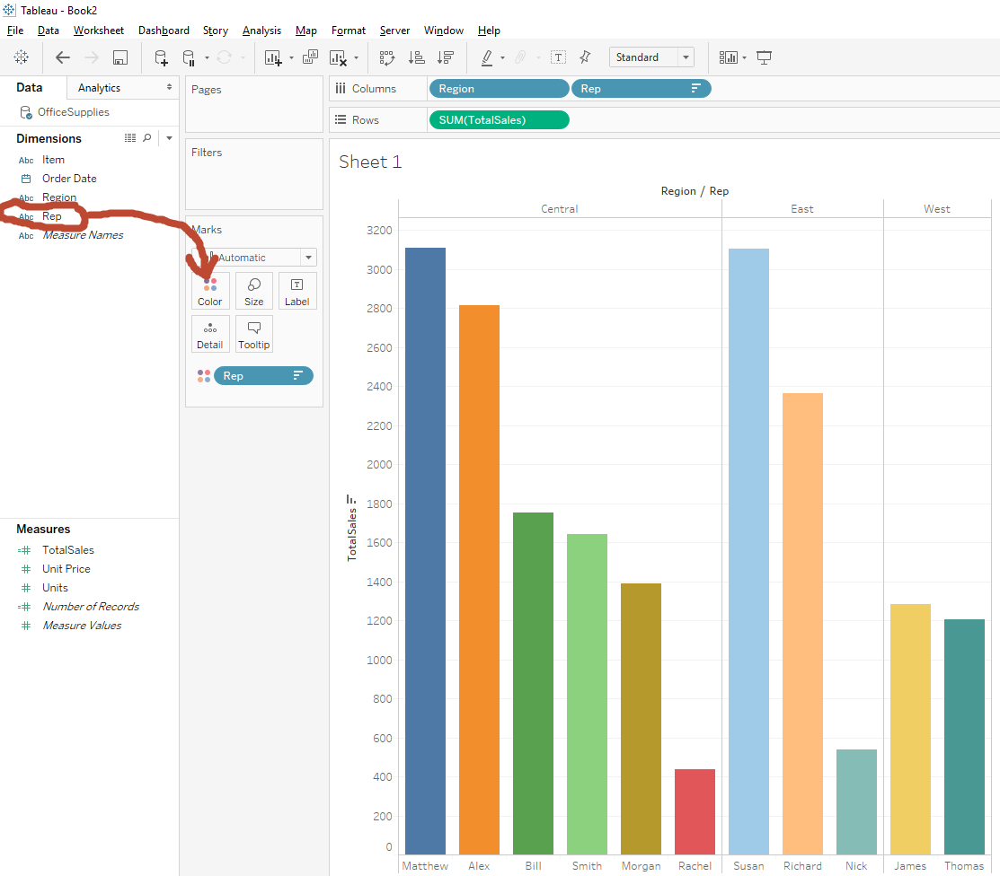 Tableau - Book2
File Data Worksheet Dashboard Story Analysis Map Format Server Window Help
Standard
Data Analytics
OfficeSupplies
Dimensions
Abc Item
Order Date
Abc Region
Abc Rep
Abc Measure Names
Measures
TotalSales
Unit Price
Units
Number of Records
Measure Values
Pages
Filters
Marks
Automatic
Color Size Label
Detail Tooltip
Rep
Columns Region Rep
Rows SUM(TotalSales)
Sheet 1
Region / Rep
Central East West
3200
3000
2800
2600
2400
2200
2000
1800
1600
1400
1200
1000
800
600
400
200
0
TotalSales
Matthew Alex Bill Smith Morgan Rachel Susan Richard Nick James Thomas